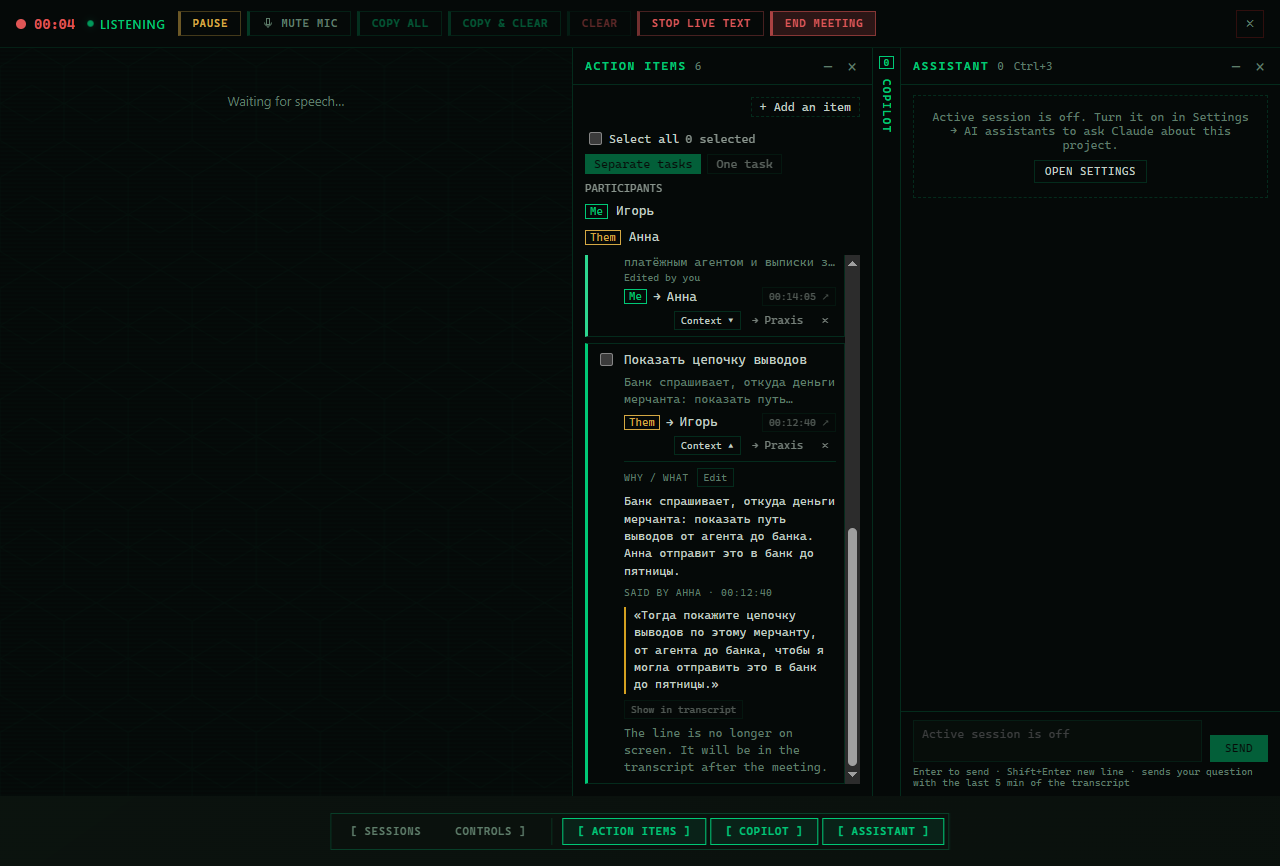 00:04 LISTENING PAUSE MUTE MIC COPY ALL COPY & CLEAR CLEAR STOP LIVE TEXT END MEETING ×
Waiting for speech…
ACTION ITEMS 6 − ×
+ Add an item
Select all 0 selected
Separate tasks One task
PARTICIPANTS
Me Игорь
Them Анна
платёжным агентом и выписки з…
Edited by you
Me → Анна 00:14:05 ↗
Context ▾ → Praxis ×
Показать цепочку выводов
Банк спрашивает, откуда деньги
мерчанта: показать путь…
Them → Игорь 00:12:40 ↗
Context ▴ → Praxis ×
WHY / WHAT Edit
Банк спрашивает, откуда деньги
мерчанта: показать путь
выводов от агента до банка.
Анна отправит это в банк до
пятницы.
SAID BY АННА · 00:12:40
«Тогда покажите цепочку
выводов по этому мерчанту,
от агента до банка, чтобы я
могла отправить это в банк
до пятницы.»
Show in transcript
The line is no longer on
screen. It will be in the
transcript after the meeting.
0 COPILOT
ASSISTANT 0 Ctrl+3 − ×
Active session is off. Turn it on in Settings
→ AI assistants to ask Claude about this
project.
OPEN SETTINGS
Active session is off
SEND
Enter to send · Shift+Enter new line · sends your question
with the last 5 min of the transcript
[ SESSIONS CONTROLS ] [ ACTION ITEMS ] [ COPILOT ] [ ASSISTANT ]